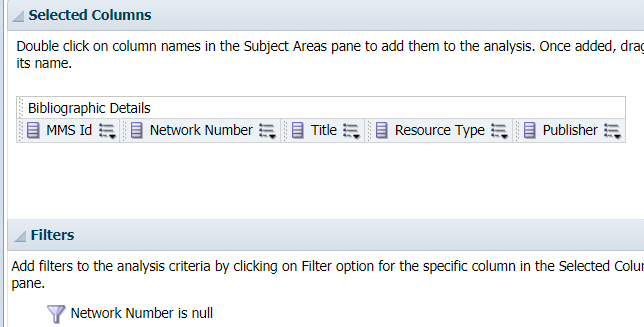 Selected Columns
Double click on column names in the Subject Areas pane to add them to the analysis. Once added,
its name.
Bibliographic Details
MMS Id Network Number Title Resource Type Publisher
Filters
Add filters to the analysis criteria by clicking on Filter option for the specific column in the Selected
pane.
Network Number is null